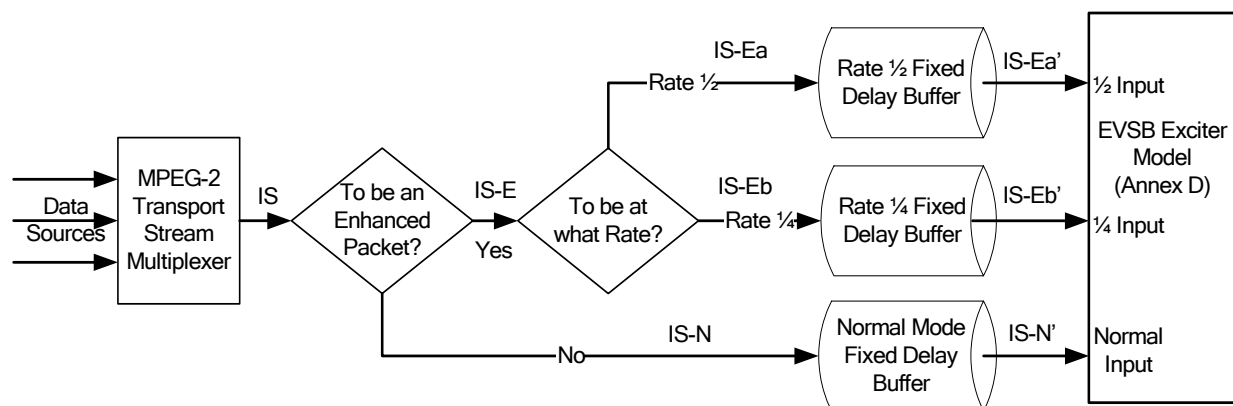 Data
Sources
MPEG-2
Transport
Stream
Multiplexer
IS
To be an
Enhanced
Packet?
IS-E
Yes
To be at
what Rate?
IS-Ea
Rate ½
Rate ½ Fixed
Delay Buffer
IS-Ea’
½ Input
IS-Eb
Rate ¼
Rate ¼ Fixed
Delay Buffer
IS-Eb’
¼ Input
No
IS-N
Normal Mode
Fixed Delay
Buffer
IS-N’
Normal
Input
EVSB Exciter
Model
(Annex D)